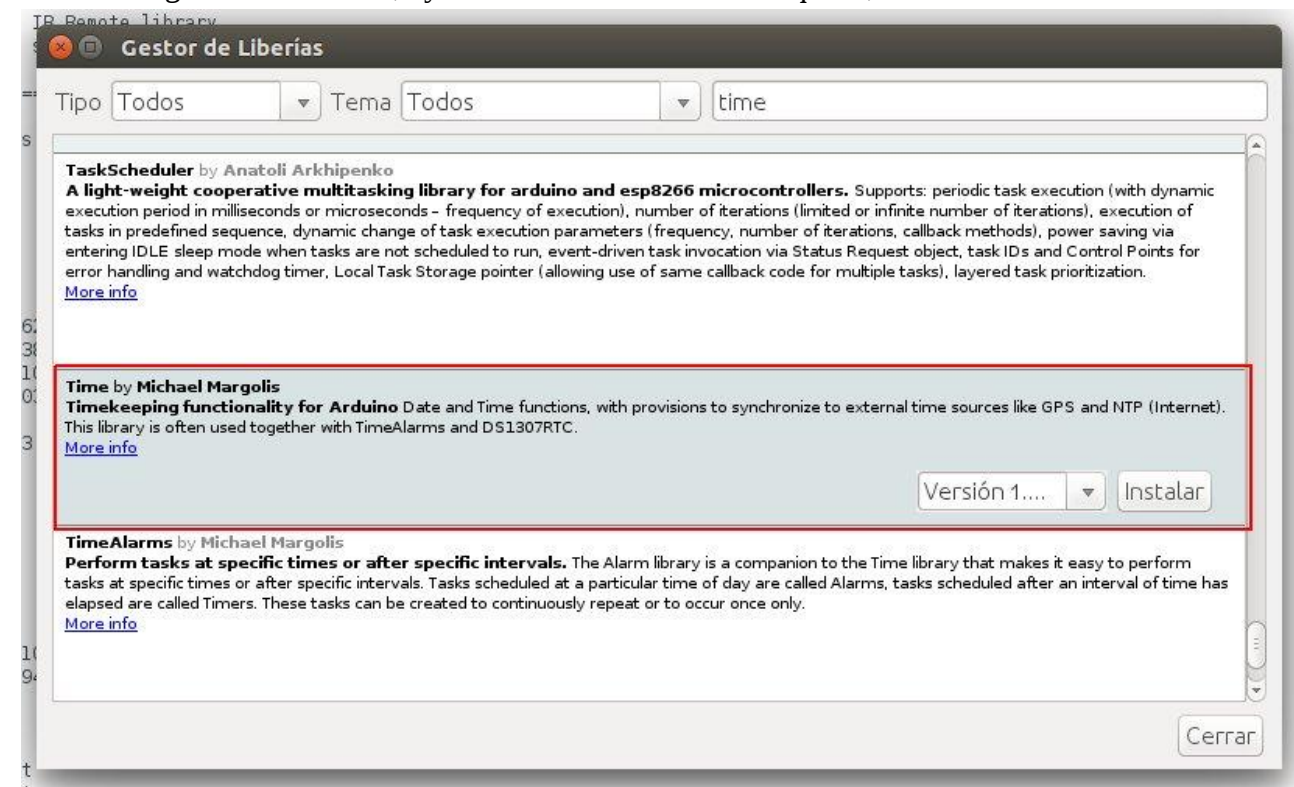 IR Remote library
Gestor de Liberías
Tipo Todos Tema Todos time
TaskScheduler by Anatoli Arkhipenko
A light-weight cooperative multitasking library for arduino and esp8266 microcontrollers. Supports: periodic task execution (with dynamic
execution period in milliseconds or microseconds – frequency of execution), number of iterations (limited or infinite number of iterations), execution of
tasks in predefined sequence, dynamic change of task execution parameters (frequency, number of iterations, callback methods), power saving via
entering IDLE sleep mode when tasks are not scheduled to run, event-driven task invocation via Status Request object, task IDs and Control Points for
error handling and watchdog timer, Local Task Storage pointer (allowing use of same callback code for multiple tasks), layered task prioritization.
More info
Time by Michael Margolis
Timekeeping functionality for Arduino Date and Time functions, with provisions to synchronize to external time sources like GPS and NTP (Internet).
This library is often used together with TimeAlarms and DS1307RTC.
More info
Versión 1.... Instalar
TimeAlarms by Michael Margolis
Perform tasks at specific times or after specific intervals. The Alarm library is a companion to the Time library that makes it easy to perform
tasks at specific times or after specific intervals. Tasks scheduled at a particular time of day are called Alarms, tasks scheduled after an interval of time has
elapsed are called Timers. These tasks can be created to continuously repeat or to occur once only.
More info
Cerrar